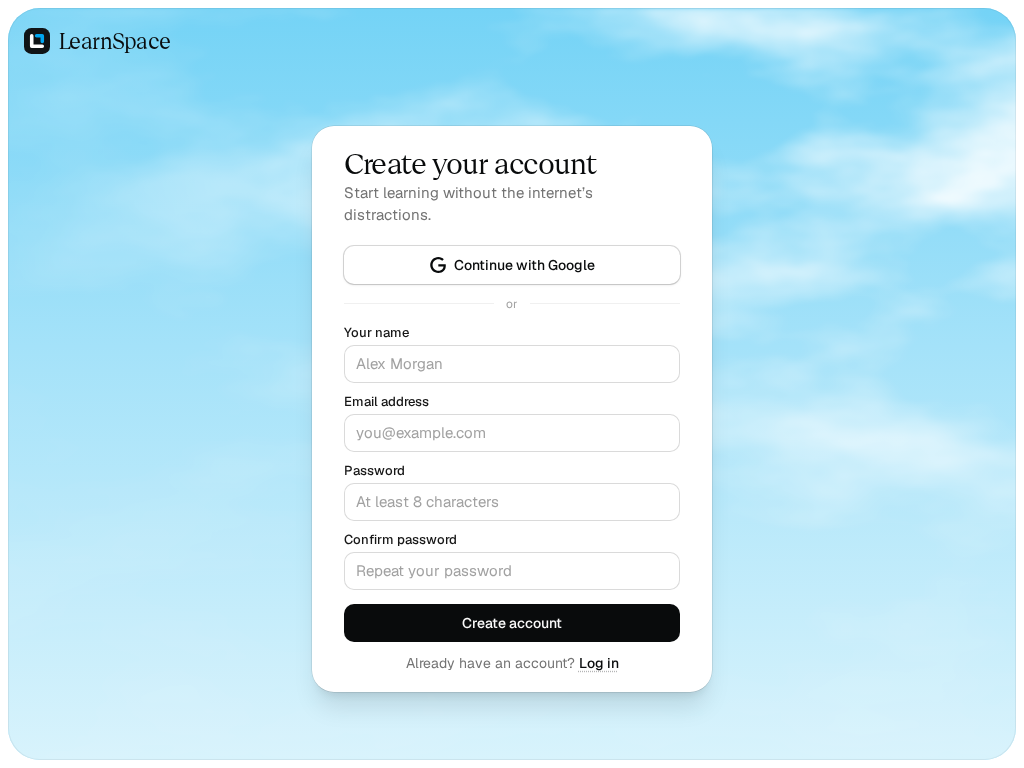 LearnSpace
Create your account
Start learning without the internet's
distractions.
Continue with Google
or
Your name
Alex Morgan
Email address
you@example.com
Password
At least 8 characters
Confirm password
Repeat your password
Create account
Already have an account? Log in